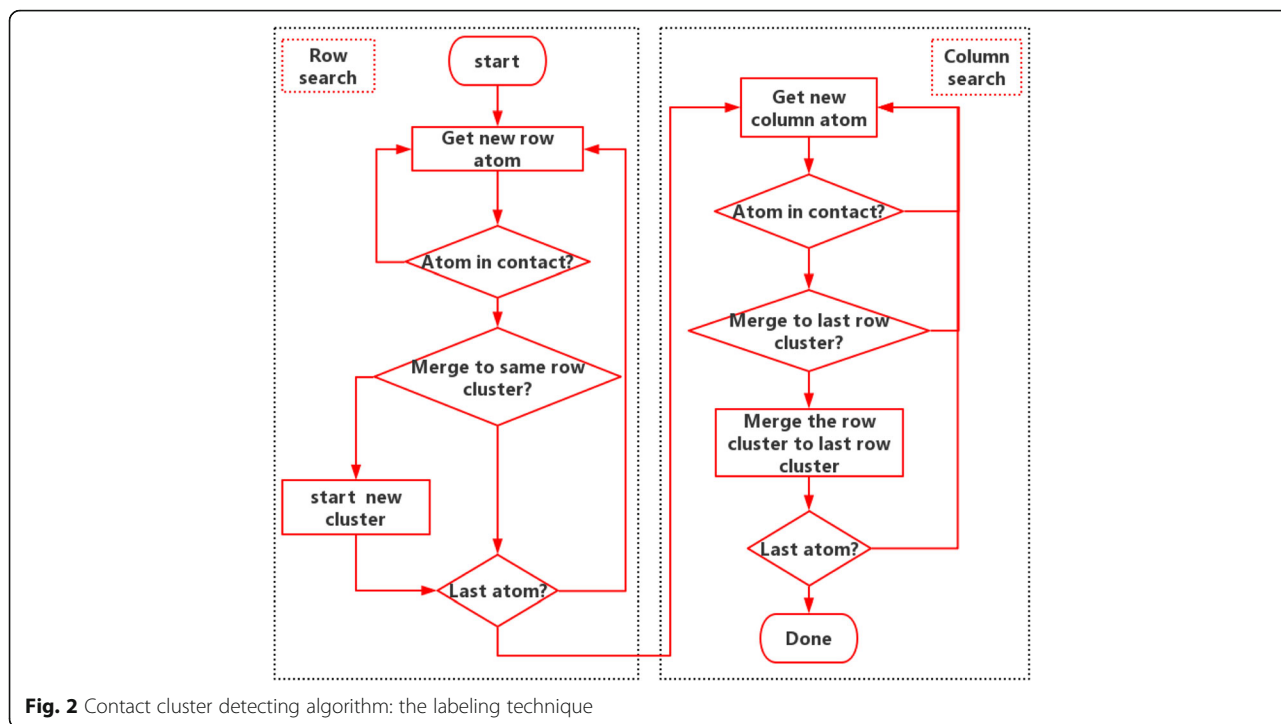 Row
search
start
Get new row
atom
Atom in contact?
Merge to same row
cluster?
start new
cluster
Last atom?
Column
search
Get new
column atom
Atom in contact?
Merge to last row
cluster?
Merge the row
cluster to last row
cluster
Last atom?
Done
Fig. 2 Contact cluster detecting algorithm: the labeling technique